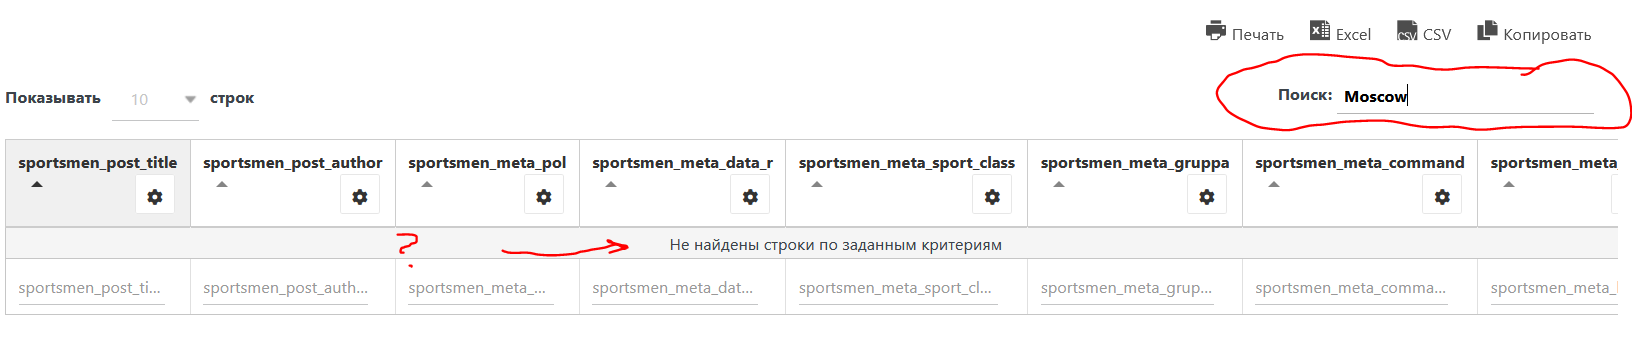 Печать Excel CSV Копировать
Показывать 10 строк Поиск: Moscow
sportsmen_post_title sportsmen_post_author sportsmen_meta_pol sportsmen_meta_data_r sportsmen_meta_sport_class sportsmen_meta_gruppa sportsmen_meta_command sportsmen_meta_
?
Не найдены строки по заданным критериям
sportsmen_post_ti... sportsmen_post_auth... sportsmen_meta_... sportsmen_meta_dat... sportsmen_meta_sport_cl... sportsmen_meta_grup... sportsmen_meta_comma... sportsmen_meta_